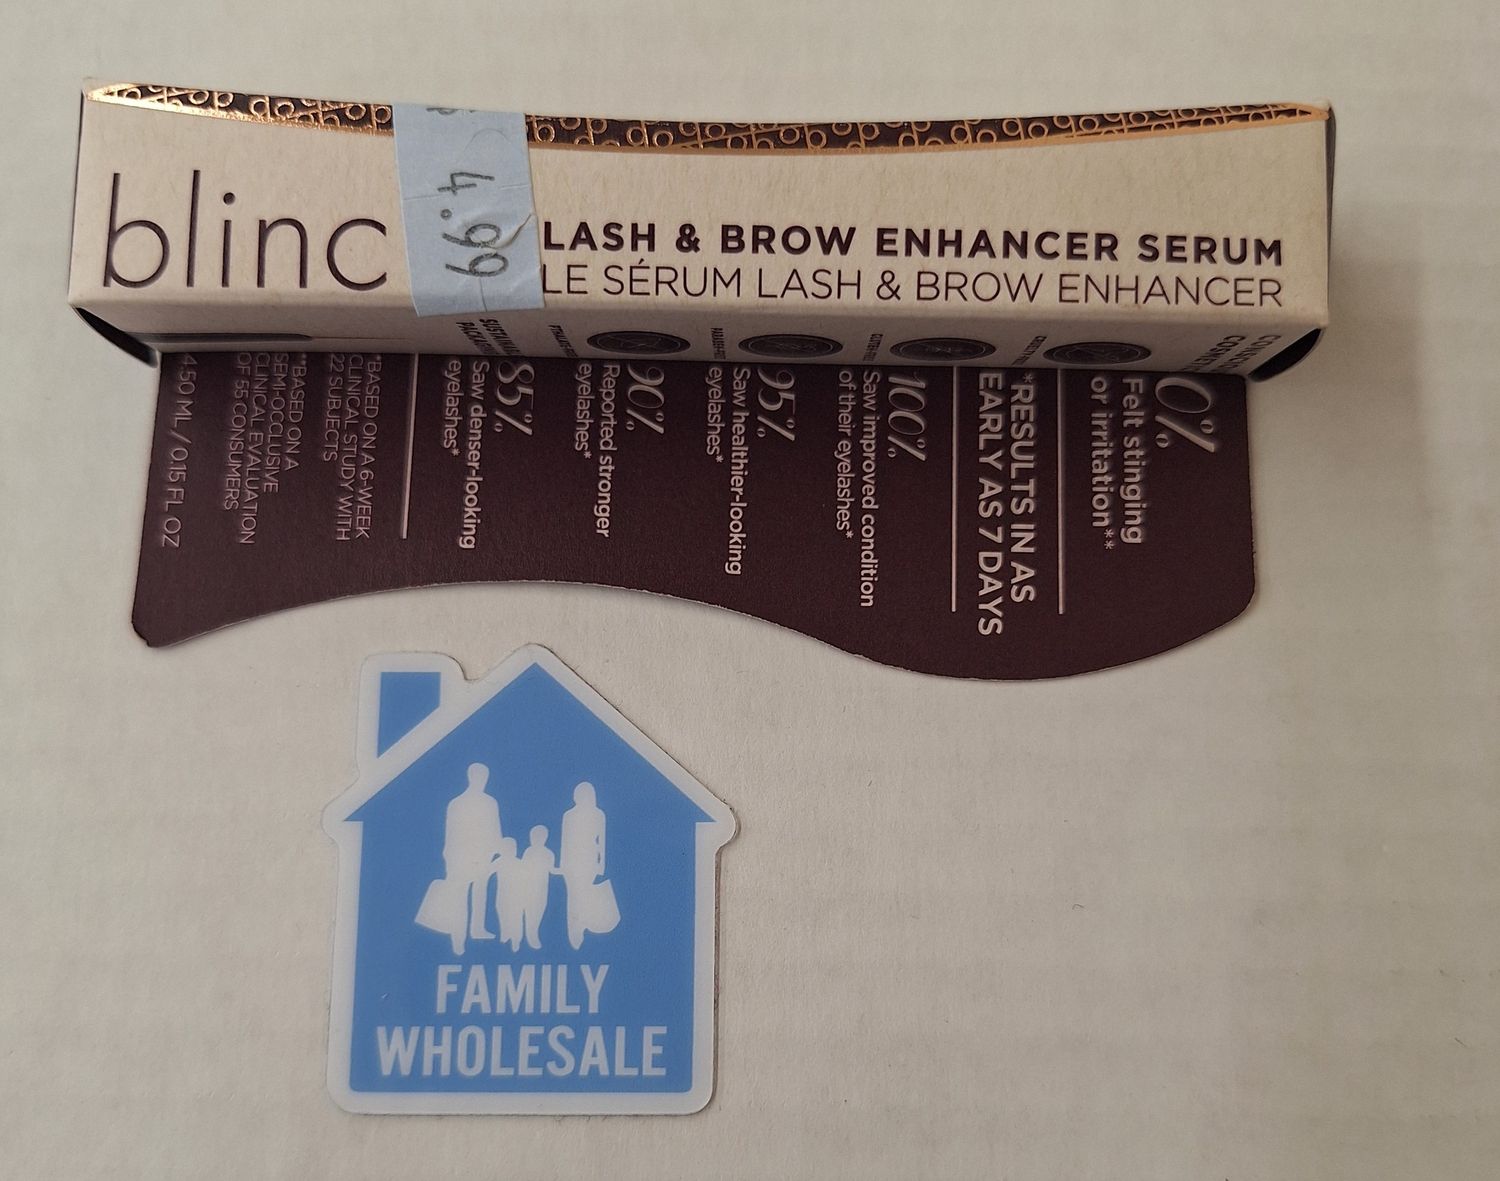 blinc
4.99
LASH & BROW ENHANCER SERUM
LE SÉRUM LASH & BROW ENHANCER
0%
Felt stinging
or irritation**
*RESULTS IN AS
EARLY AS 7 DAYS
100%
Saw improved condition
of their eyelashes*
95%
Saw healthier-looking
eyelashes*
90%
Reported stronger
eyelashes*
85%
Saw denser-looking
eyelashes*
*BASED ON A 6-WEEK
CLINICAL STUDY WITH
22 SUBJECTS
**BASED ON A
SEMI-OCCLUSIVE
CLINICAL EVALUATION
OF 55 CONSUMERS
4.50 ML / 0.15 FL OZ
FAMILY
WHOLESALE